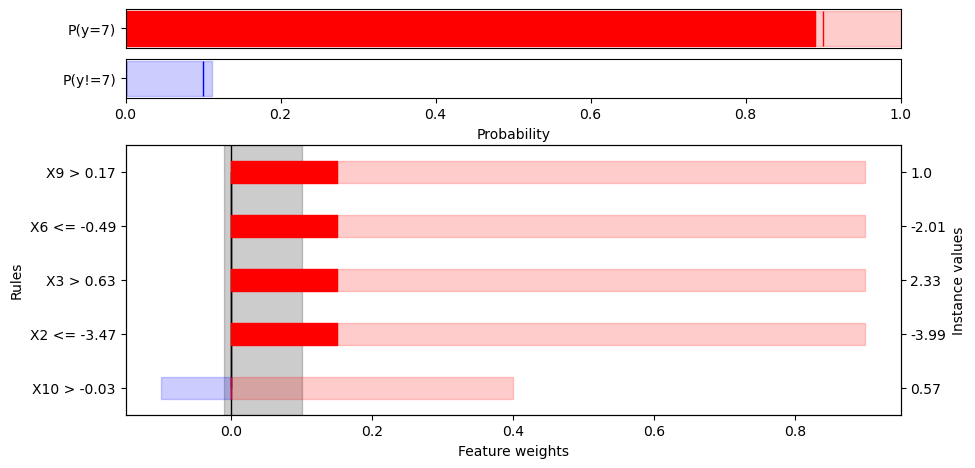 P(y=7)
P(y!=7)
0.0 0.2 0.4 0.6 0.8 1.0
Probability
X9 > 0.17 1.0
X6 <= -0.49 -2.01
X3 > 0.63 2.33
X2 <= -3.47 -3.99
X10 > -0.03 0.57
Rules
Instance values
0.0 0.2 0.4 0.6 0.8
Feature weights